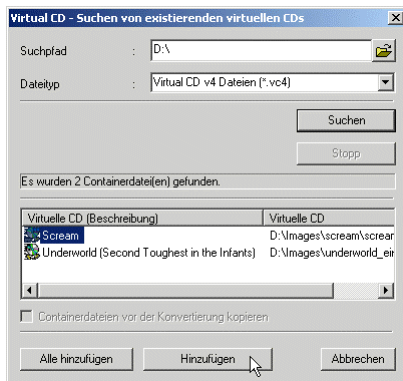 Virtual CD - Suchen von existierenden virtuellen CDs
Suchpfad : D:\
Dateityp : Virtual CD v4 Dateien (*.vc4)
Suchen
Stopp
Es wurden 2 Containerdatei(en) gefunden.
Virtuelle CD (Beschreibung) Virtuelle CD
Scream D:\Images\scream\screar
Underworld (Second Toughest in the Infants) D:\Images\underworld_eir
Containerdateien vor der Konvertierung kopieren
Alle hinzufügen Hinzufügen Abbrechen